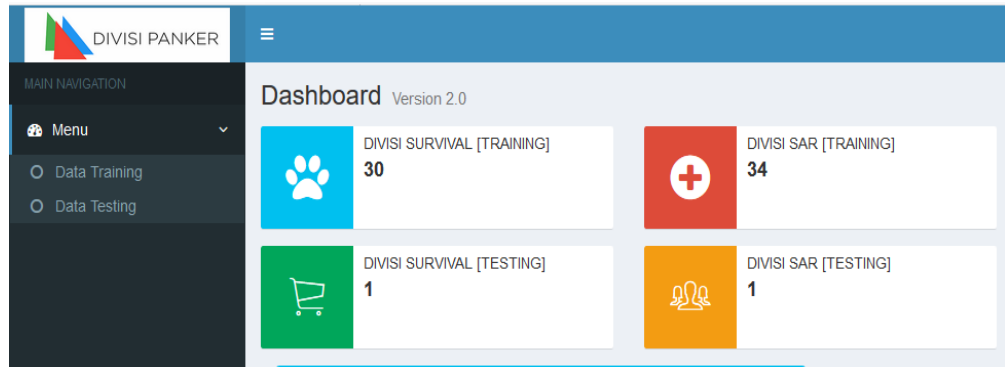 DIVISI PANKER
MAIN NAVIGATION
Menu
Data Training
Data Testing
Dashboard Version 2.0
DIVISI SURVIVAL [TRAINING]
30
DIVISI SAR [TRAINING]
34
DIVISI SURVIVAL [TESTING]
1
DIVISI SAR [TESTING]
1